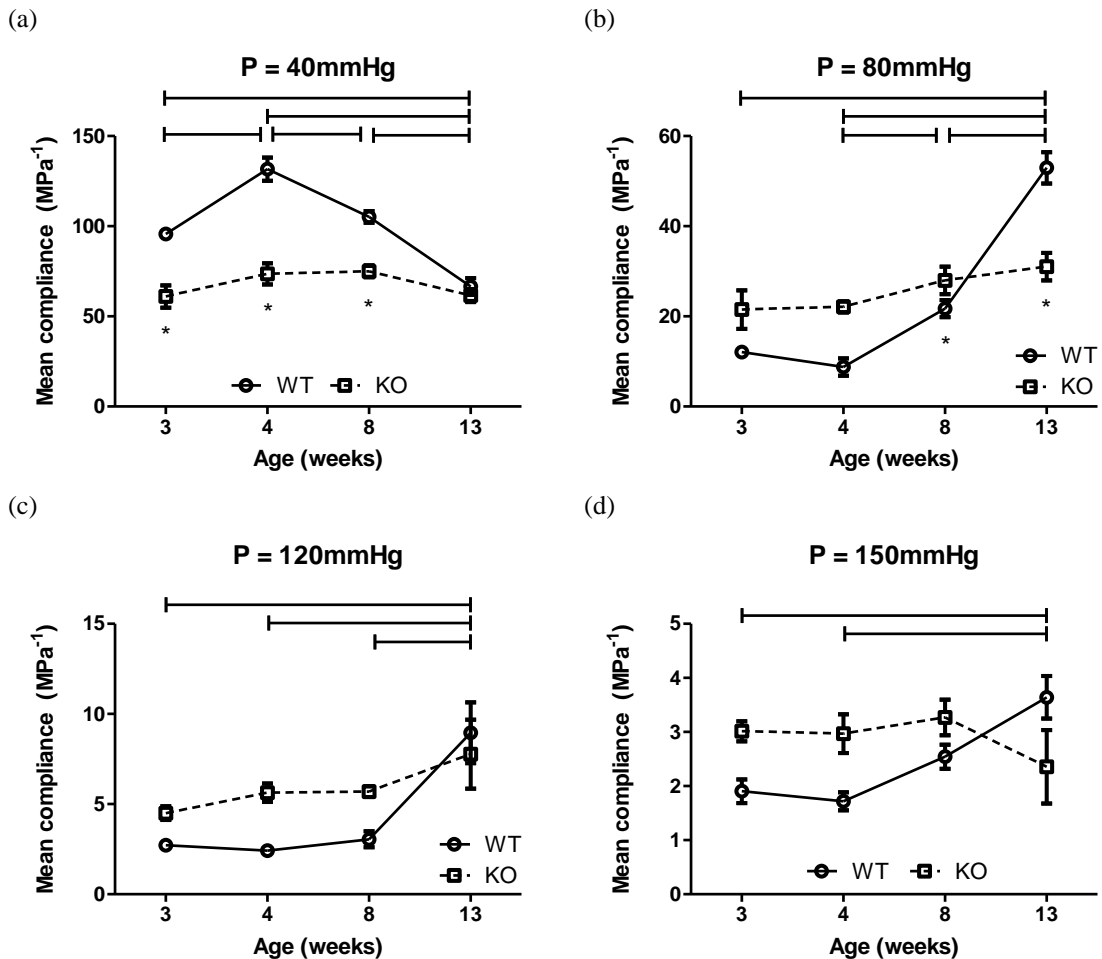 (a)
P = 40mmHg
Mean compliance (MPa⁻¹)
150
100
50
0
*
*
*
WT
KO
3
4
8
13
Age (weeks)
(b)
P = 80mmHg
Mean compliance (MPa⁻¹)
60
40
20
0
*
*
WT
KO
3
4
8
13
Age (weeks)
(c)
P = 120mmHg
Mean compliance (MPa⁻¹)
15
10
5
0
WT
KO
3
4
8
13
Age (weeks)
(d)
P = 150mmHg
Mean compliance (MPa⁻¹)
5
4
3
2
1
0
WT
KO
3
4
8
13
Age (weeks)